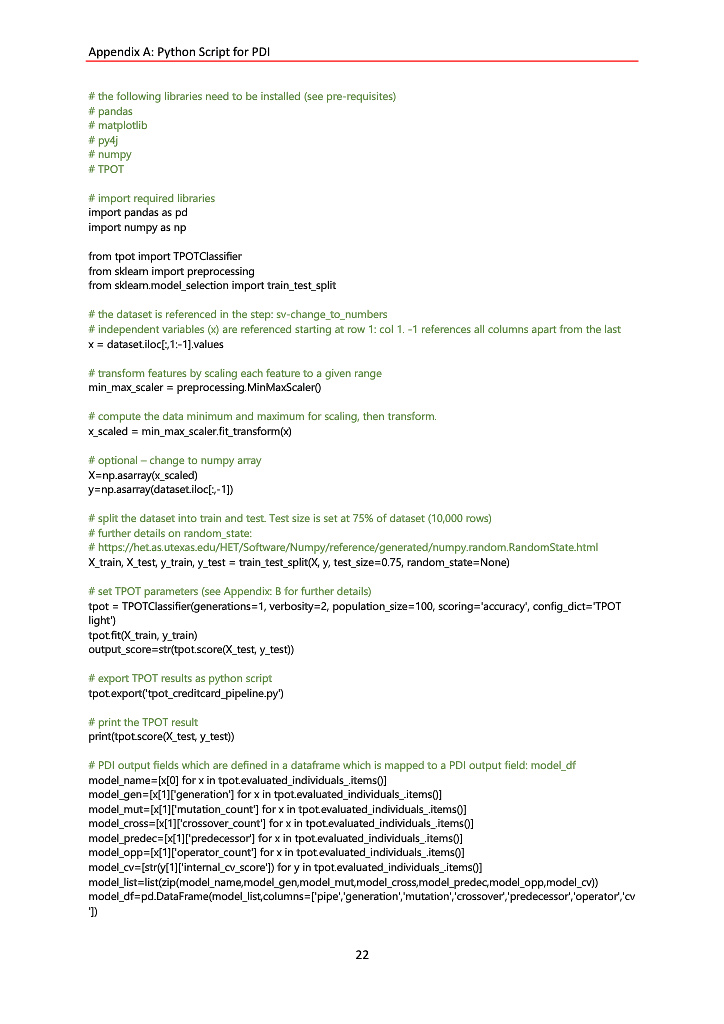 Appendix A: Python Script for PDI
# the following libraries need to be installed (see pre-requisites)
# pandas
# matplotlib
# py4j
# numpy
# TPOT
# import required libraries
import pandas as pd
import numpy as np
from tpot import TPOTClassifier
from sklearn import preprocessing
from sklearn.model_selection import train_test_split
# the dataset is referenced in the step: sv-change_to_numbers
# independent variables (x) are referenced starting at row 1: col 1. -1 references all columns apart from the last
x = dataset.iloc[:,1:-1].values
# transform features by scaling each feature to a given range
min_max_scaler = preprocessing.MinMaxScaler()
# compute the data minimum and maximum for scaling, then transform.
x_scaled = min_max_scaler.fit_transform(x)
# optional – change to numpy array
X=np.asarray(x_scaled)
y=np.asarray(dataset.iloc[:,-1])
# split the dataset into train and test. Test size is set at 75% of dataset (10,000 rows)
# further details on random_state:
# https://het.as.utexas.edu/HET/Software/Numpy/reference/generated/numpy.random.RandomState.html
X_train, X_test, y_train, y_test = train_test_split(X, y, test_size=0.75, random_state=None)
# set TPOT parameters (see Appendix: B for further details)
tpot = TPOTClassifier(generations=1, verbosity=2, population_size=100, scoring='accuracy', config_dict='TPOT
light')
tpot.fit(X_train, y_train)
output_score=str(tpot.score(X_test, y_test))
# export TPOT results as python script
tpot.export('tpot_creditcard_pipeline.py')
# print the TPOT result
print(tpot.score(X_test, y_test))
# PDI output fields which are defined in a dataframe which is mapped to a PDI output field: model_df
model_name=[x[0] for x in tpot.evaluated_individuals_.items()]
model_gen=[x[1]['generation'] for x in tpot.evaluated_individuals_.items()]
model_mut=[x[1]['mutation_count'] for x in tpot.evaluated_individuals_.items()]
model_cross=[x[1]['crossover_count'] for x in tpot.evaluated_individuals_.items()]
model_predec=[x[1]['predecessor'] for x in tpot.evaluated_individuals_.items()]
model_opp=[x[1]['operator_count'] for x in tpot.evaluated_individuals_.items()]
model_cv=[str(y[1]['internal_cv_score']) for y in tpot.evaluated_individuals_.items()]
model_list=list(zip(model_name,model_gen,model_mut,model_cross,model_predec,model_opp,model_cv))
model_df=pd.DataFrame(model_list,columns=['pipe','generation','mutation','crossover','predecessor','operator','cv
'])
22